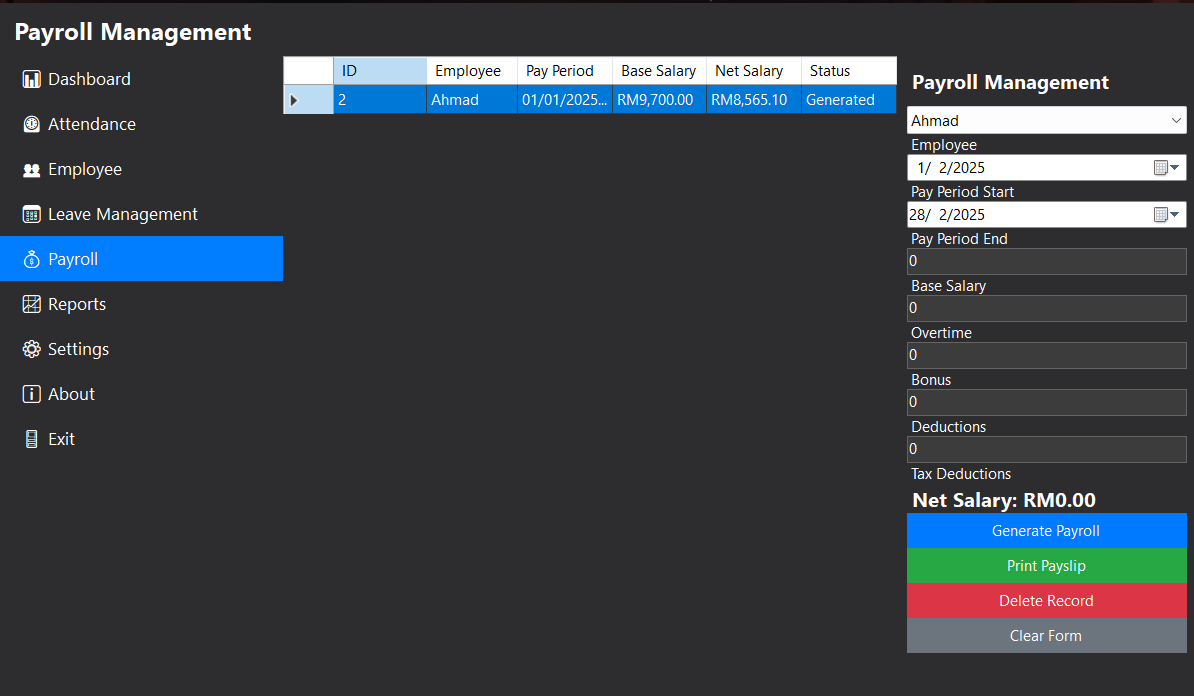 Payroll Management
Dashboard
Attendance
Employee
Leave Management
Payroll
Reports
Settings
About
Exit
ID Employee Pay Period Base Salary Net Salary Status
2 Ahmad 01/01/2025... RM9,700.00 RM8,565.10 Generated
Payroll Management
Ahmad
Employee
1/ 2/2025
Pay Period Start
28/ 2/2025
Pay Period End
0
Base Salary
0
Overtime
0
Bonus
0
Deductions
0
Tax Deductions
Net Salary: RM0.00
Generate Payroll
Print Payslip
Delete Record
Clear Form